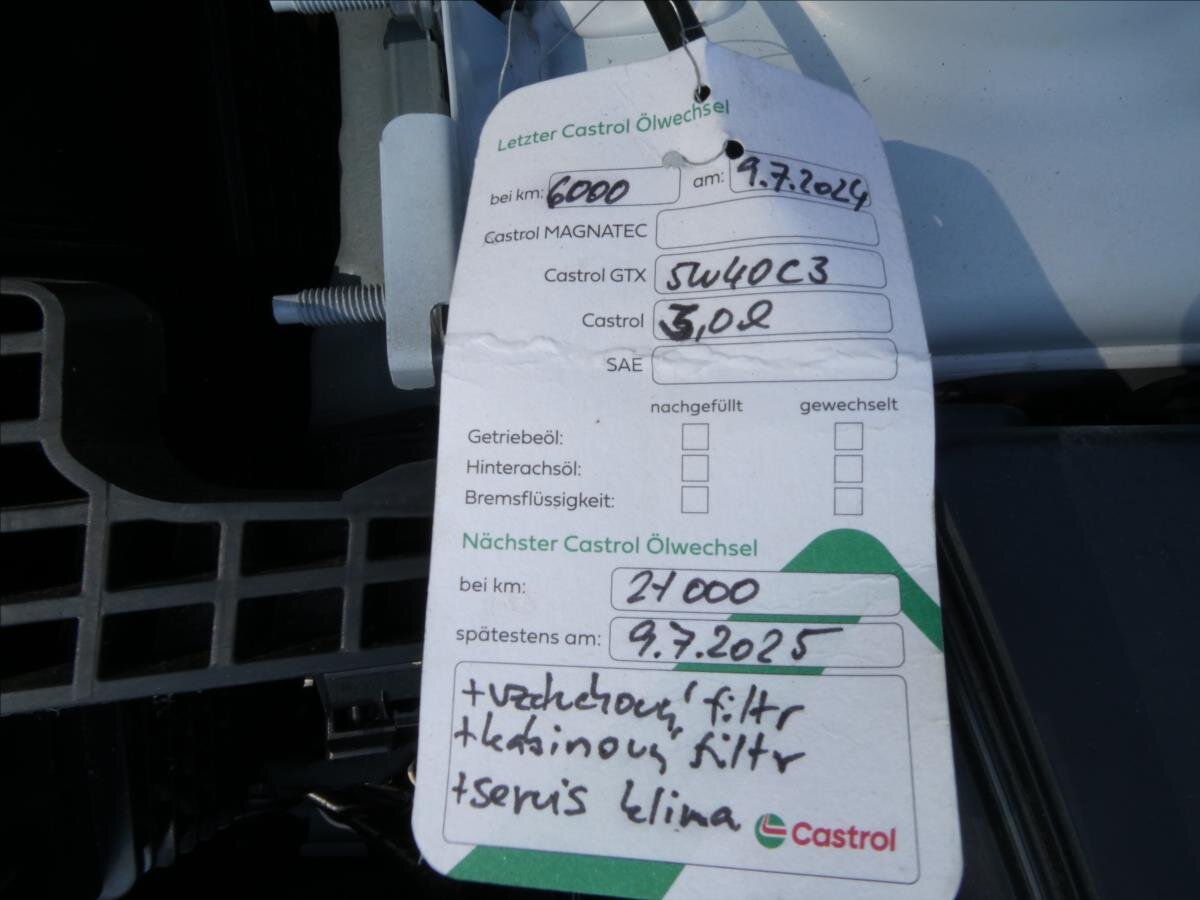 Letzter Castrol Ölwechsel
bei km: 6000 am: 9.7.2024
Castrol MAGNATEC
Castrol GTX 5W40C3
Castrol 5,0l
SAE
nachgefüllt gewechselt
Getriebeöl:
Hinterachsöl:
Bremsflüssigkeit:
Nächster Castrol Ölwechsel
bei km: 21000
spätestens am: 9.7.2025
+vzduchový filtr
+kabinový filtr
+servis klima
Castrol